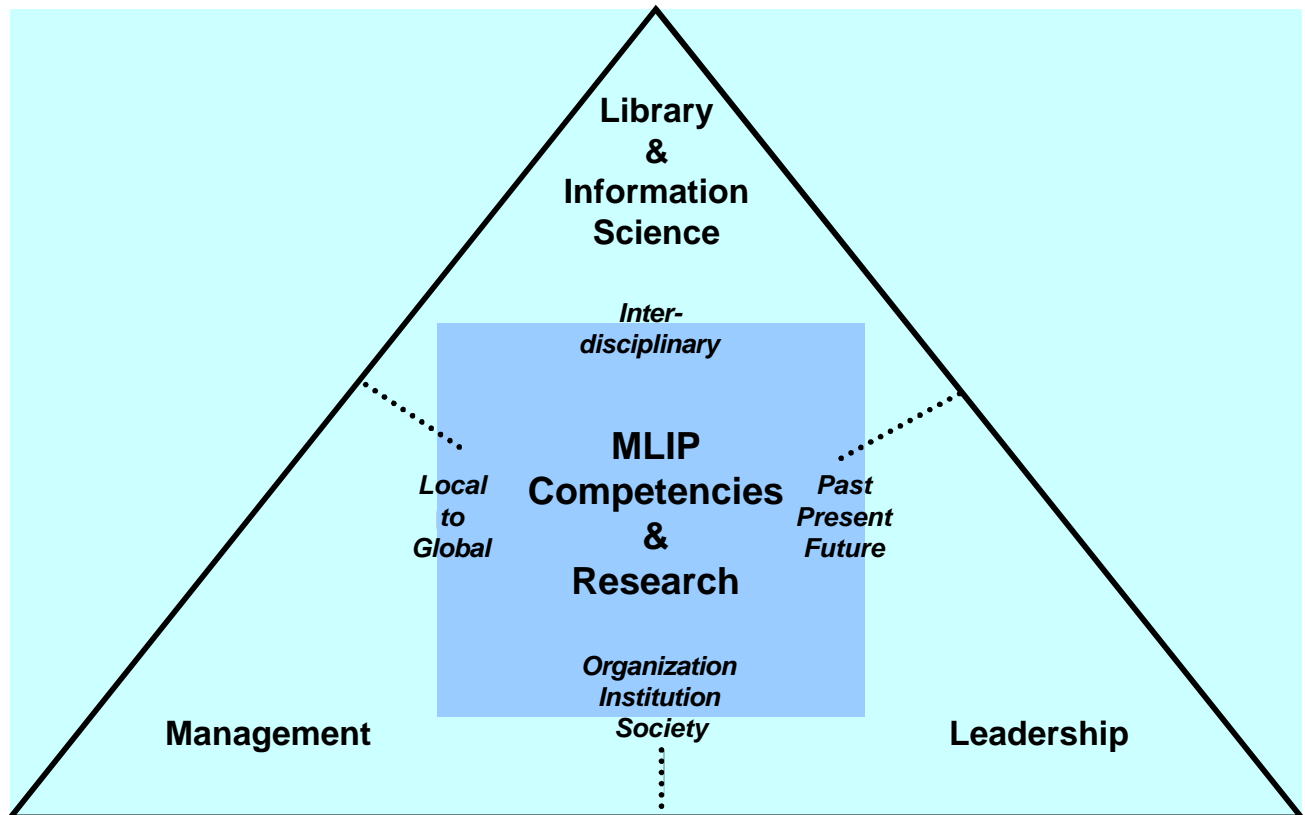 Library
&
Information
Science
Inter-
disciplinary
MLIP
Competencies
&
Research
Local
to
Global
Past
Present
Future
Organization
Institution
Society
Management
Leadership